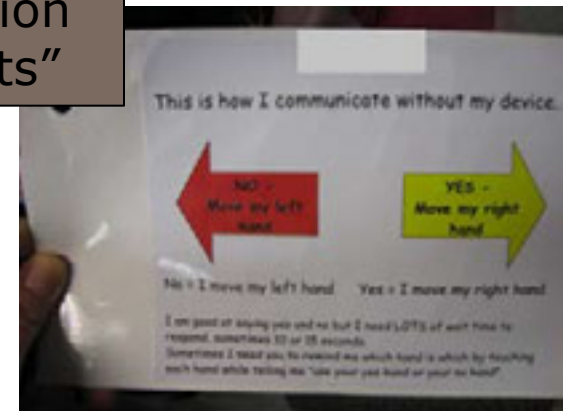 ion
ts”
This is how I communicate without my device.
NO -
Move my left
hand
YES -
Move my right
hand
No = I move my left hand Yes = I move my right hand
I am good at saying yes and no but I need LOTS of wait time to
respond, sometimes 10 or 15 seconds.
Sometimes I need you to remind me which hand is which by touching
each hand while telling me "use your yes hand or your no hand"